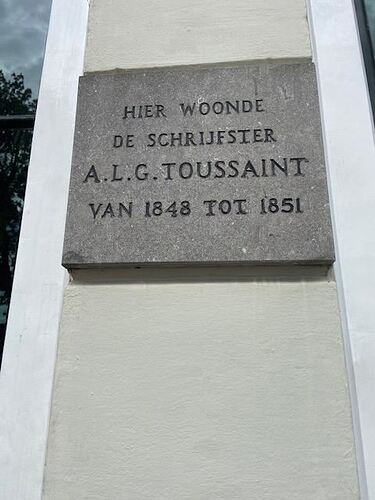 HIER WOONDE
DE SCHRIJFSTER
A.L.G. TOUSSAINT
VAN 1848 TOT 1851